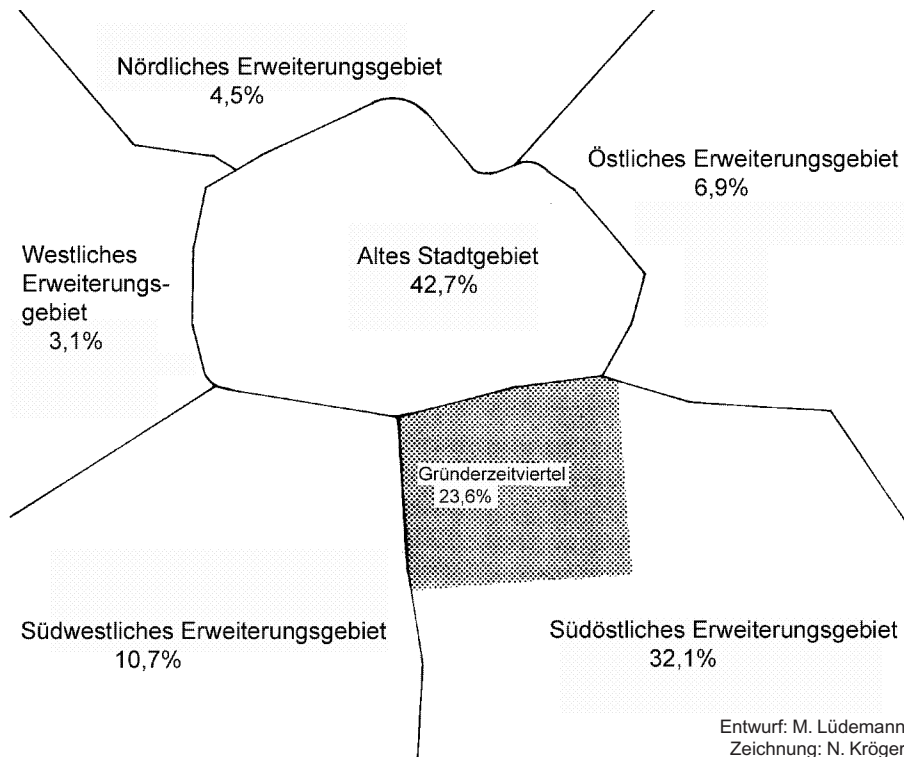 Nördliches Erweiterungsgebiet
4,5%
Östliches Erweiterungsgebiet
6,9%
Westliches
Erweiterungs-
gebiet
3,1%
Altes Stadtgebiet
42,7%
Gründerzeitviertel
23,6%
Südwestliches Erweiterungsgebiet
10,7%
Südöstliches Erweiterungsgebiet
32,1%
Entwurf: M. Lüdemann
Zeichnung: N. Kröger